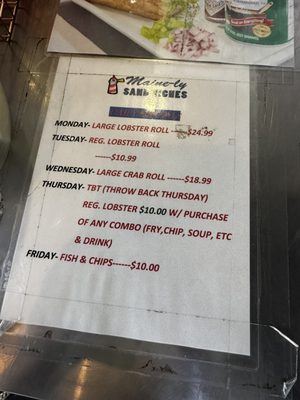 Maine-ly
SANDWICHES
MONDAY- LARGE LOBSTER ROLL -----$24.99
TUESDAY- REG. LOBSTER ROLL
------$10.99
WEDNESDAY- LARGE CRAB ROLL ------$18.99
THURSDAY- TBT (THROW BACK THURSDAY)
REG. LOBSTER $10.00 W/ PURCHASE
OF ANY COMBO (FRY,CHIP, SOUP, ETC
& DRINK)
FRIDAY- FISH & CHIPS------$10.00